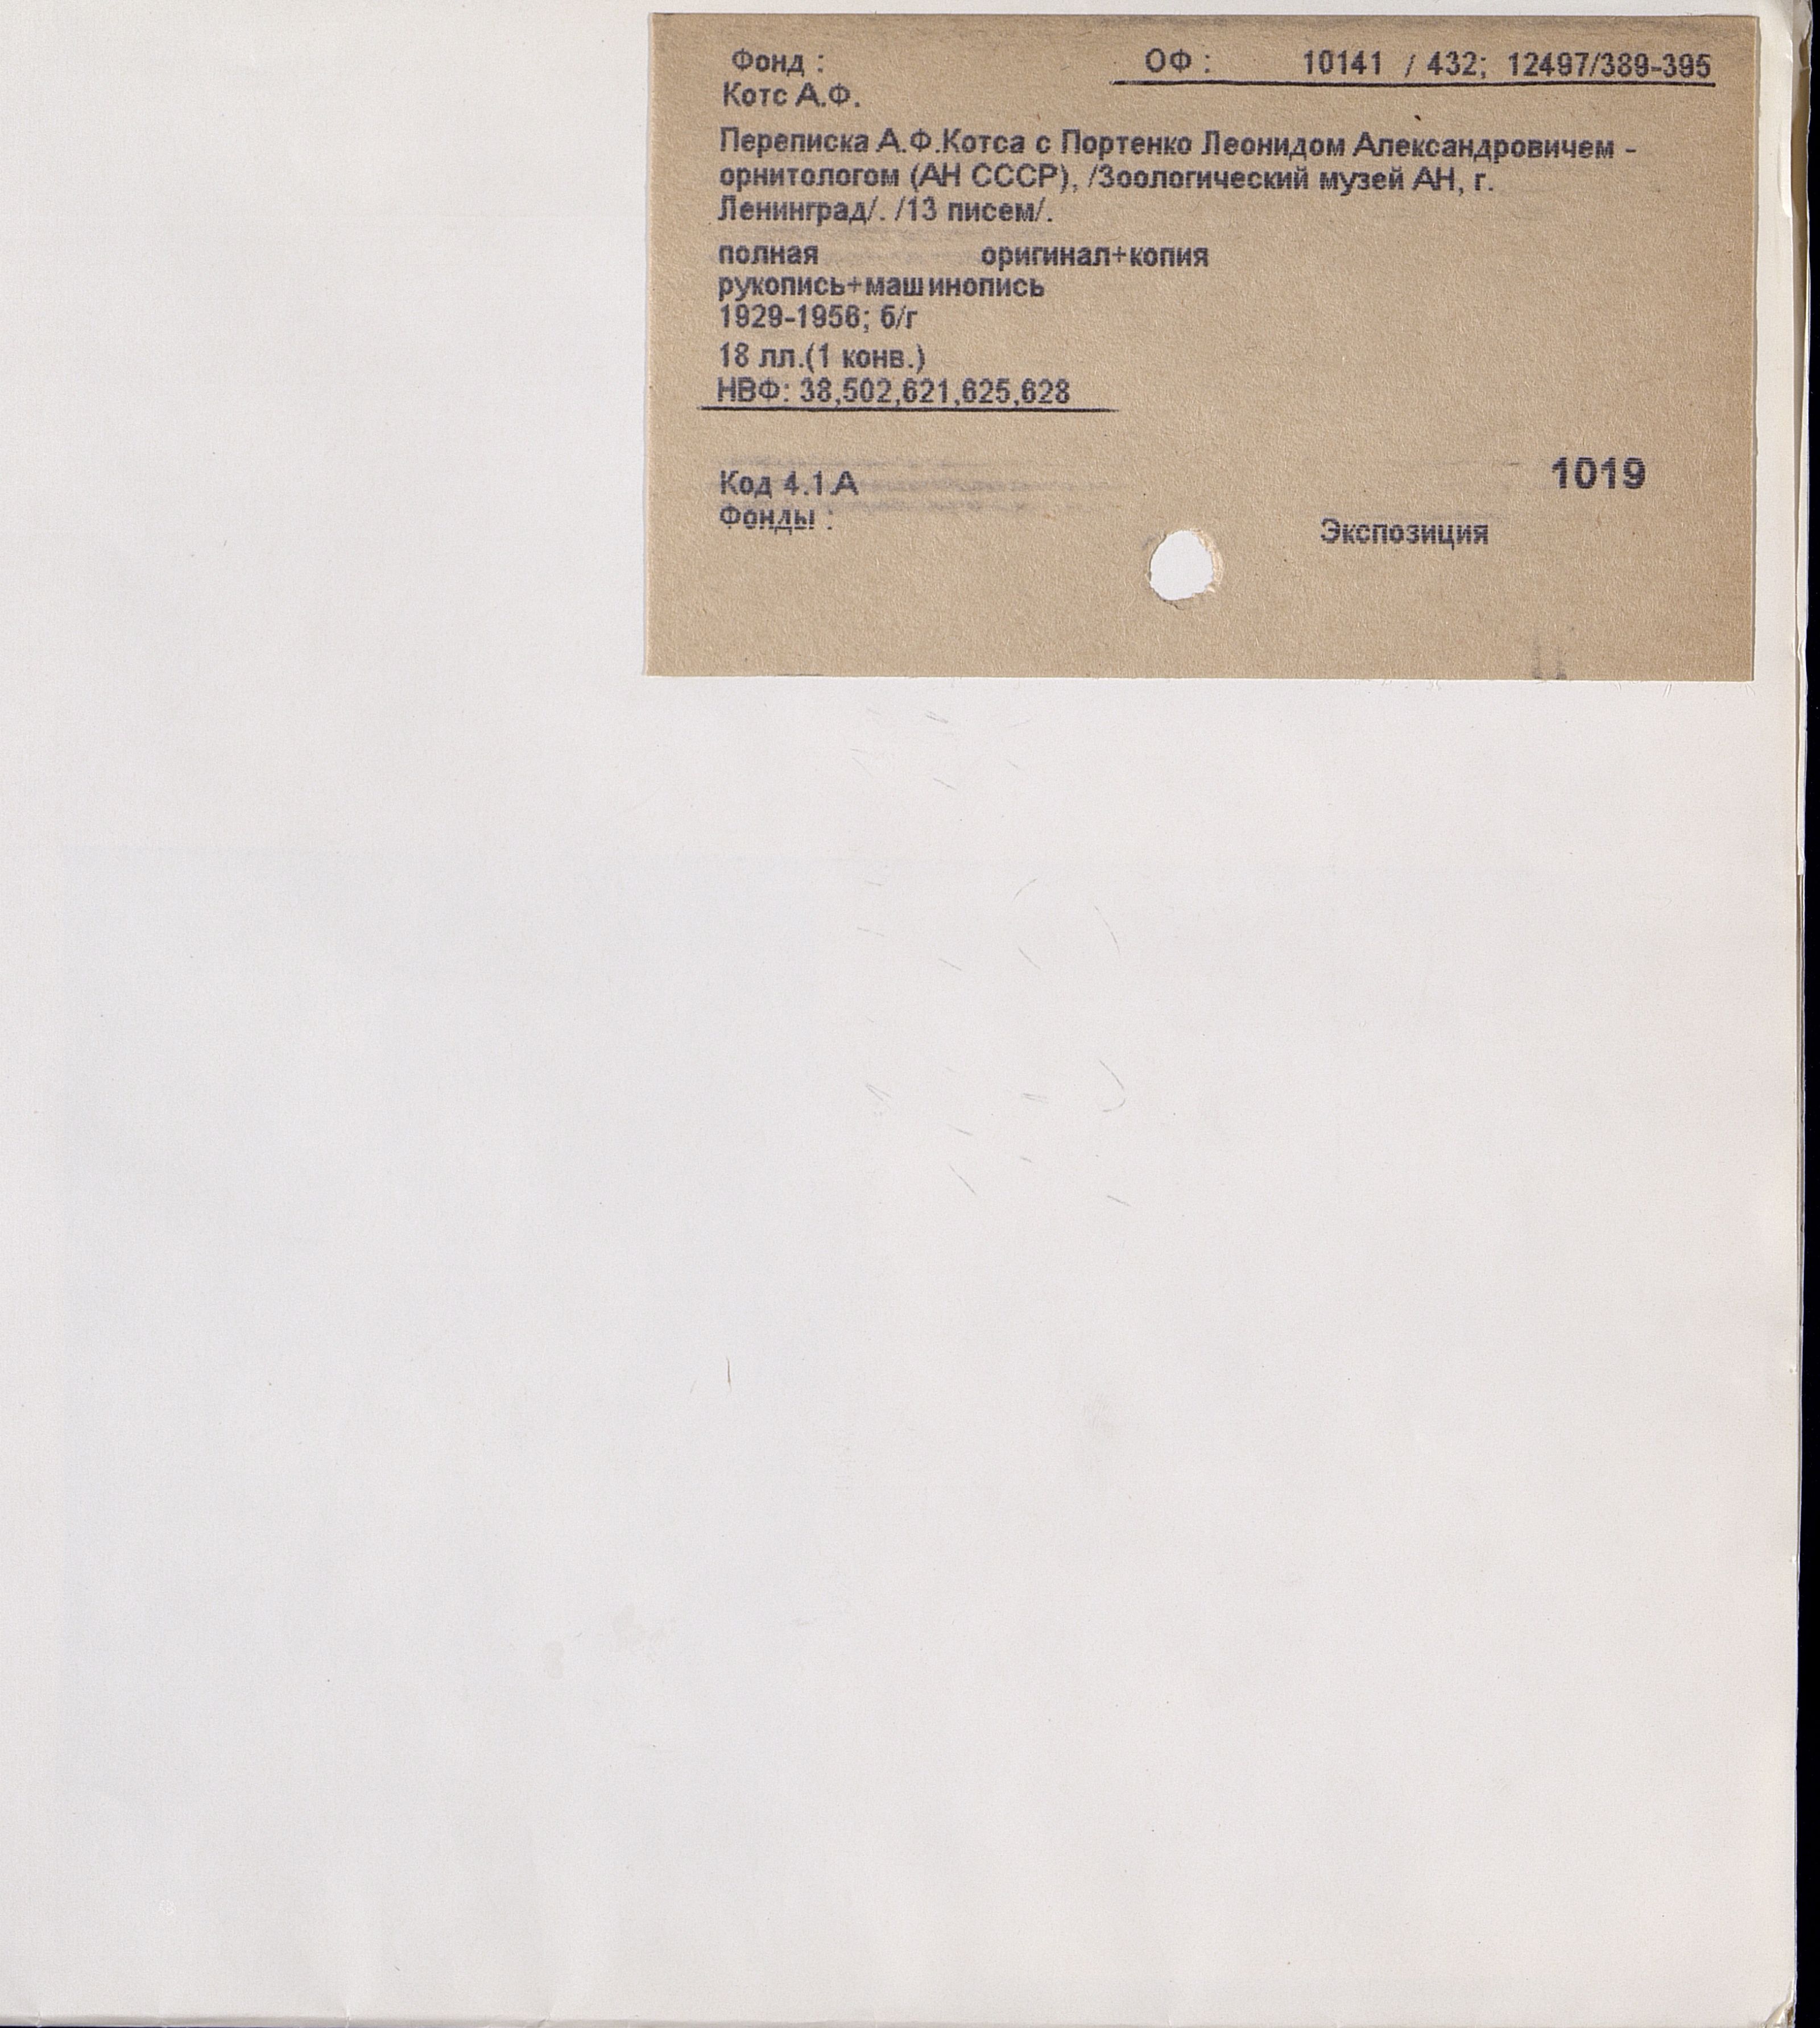 Фонд : ОФ : 10141 / 432; 12497/389-395
Котс А.Ф.
Переписка А.Ф.Котса с Портенко Леонидом Александровичем -
орнитологом (АН СССР), /Зоологический музей АН, г.
Ленинград/. /13 писем/.
полная оригинал+копия
рукопись+машинопись
1929-1956; б/г
18 лл.(1 конв.)
НВФ: 38,502,621,625,628
1019
Код 4.1.А
Фонды : Экспозиция